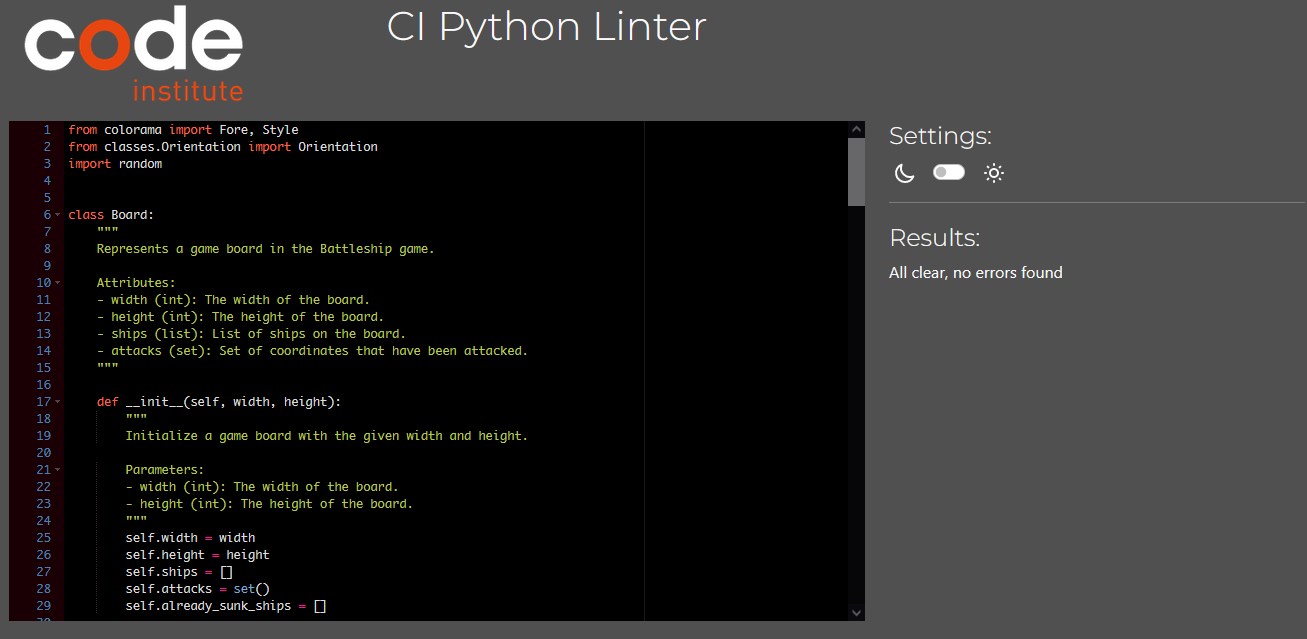 code
institute
CI Python Linter
1 from colorama import Fore, Style
2 from classes.Orientation import Orientation
3 import random
4
5
6 class Board:
7     """
8     Represents a game board in the Battleship game.
9
10     Attributes:
11     - width (int): The width of the board.
12     - height (int): The height of the board.
13     - ships (list): List of ships on the board.
14     - attacks (set): Set of coordinates that have been attacked.
15     """
16
17     def __init__(self, width, height):
18         """
19         Initialize a game board with the given width and height.
20
21         Parameters:
22         - width (int): The width of the board.
23         - height (int): The height of the board.
24         """
25         self.width = width
26         self.height = height
27         self.ships = []
28         self.attacks = set()
29         self.already_sunk_ships = []
Settings:
Results:
All clear, no errors found